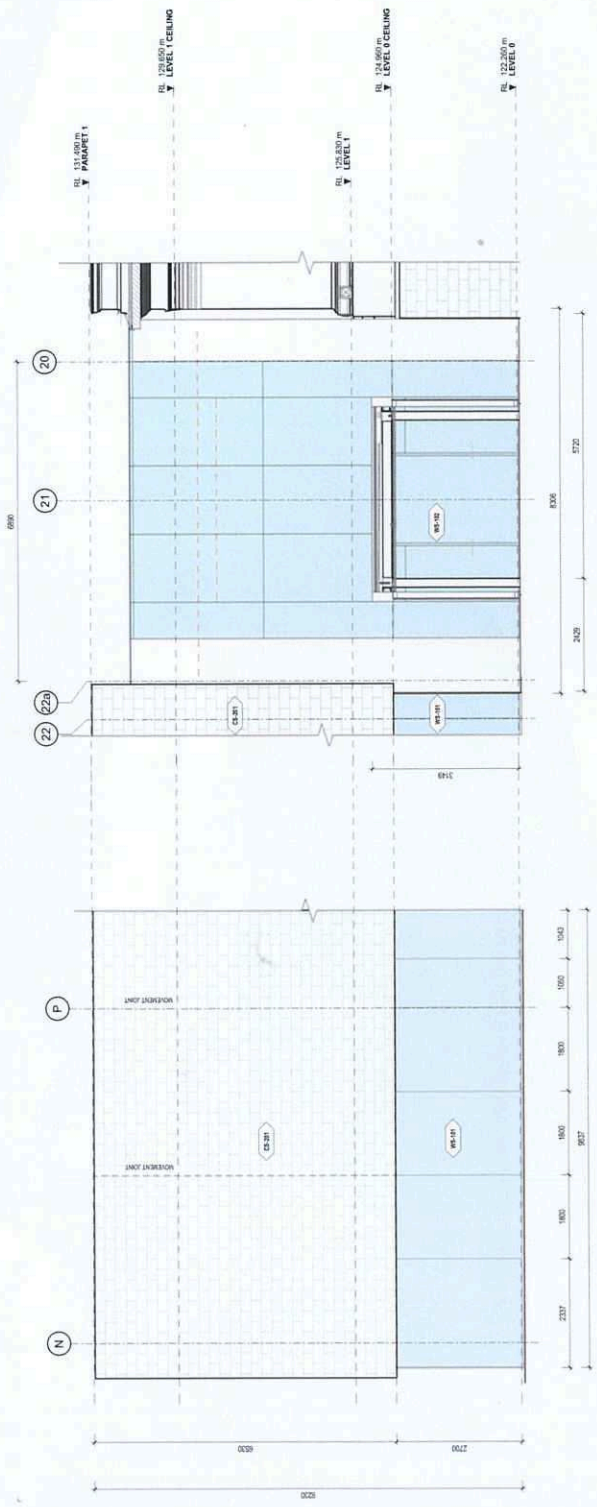 RL 131.490 m
PARAPET 1
RL 129.650 m
LEVEL 1 CEILING
RL 125.830 m
LEVEL 1
RL 124.960 m
LEVEL 0 CEILING
RL 122.260 m
LEVEL 0
N
P
MOVEMENT JOINT
MOVEMENT JOINT
CS-201
WS-101
9230
6530
2700
2337
1800
1800
1800
1050
1043
9837
22
22a
21
20
6890
CS-201
WS-101
WS-102
3149
2429
5720
8306